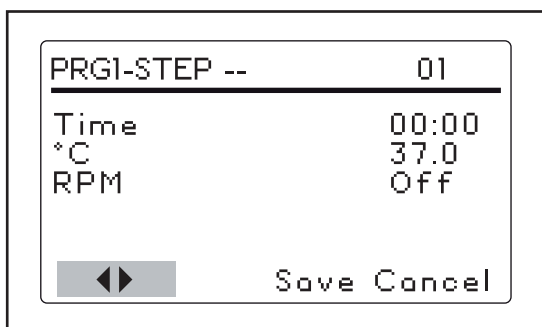 PRG1-STEP -- 01
Time 00:00
°C 37.0
RPM Off
◀▶ Save Cancel